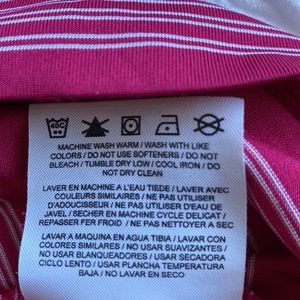 40C
MACHINE WASH WARM / WASH WITH LIKE
COLORS / DO NOT USE SOFTENERS / DO NOT
BLEACH / TUMBLE DRY LOW / COOL IRON / DO
NOT DRY CLEAN
LAVER EN MACHINE A L'EAU TIEDE / LAVER AVEC
COULEURS SIMILAIRES / NE PAS UTILISER
D'ADOUCISSEUR / NE PAS UTILISER D'EAU DE
JAVEL / SECHER EN MACHINE CYCLE DELICAT /
REPASSER FER FROID / NE PAS NETTOYER A SEC
LAVAR A MAQUINA EN AGUA TIBIA / LAVAR CON
COLORES SIMILARES / NO USAR SUAVIZANTES /
NO USAR BLANQUEADORES / USAR SECADORA
CICLO LENTO / USAR PLANCHA TEMPERATURA
BAJA / NO LAVAR EN SECO